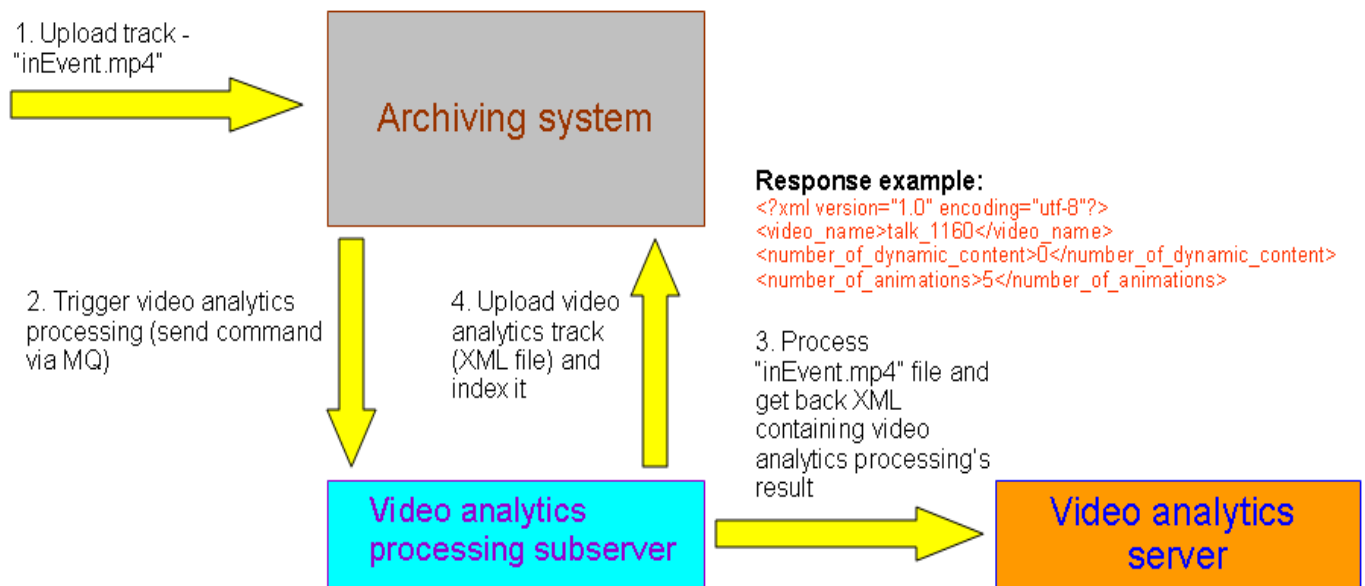 1. Upload track -
"inEvent.mp4"
Archiving system
Response example:
<?xml version="1.0" encoding="utf-8"?>
<video_name>talk_1160</video_name>
<number_of_dynamic_content>0</number_of_dynamic_content>
<number_of_animations>5</number_of_animations>
2. Trigger video analytics
processing (send command
via MQ)
4. Upload video
analytics track
(XML file) and
index it
3. Process
"inEvent.mp4" file and
get back XML
containing video
analytics processing's
result
Video analytics
processing subserver
Video analytics
server